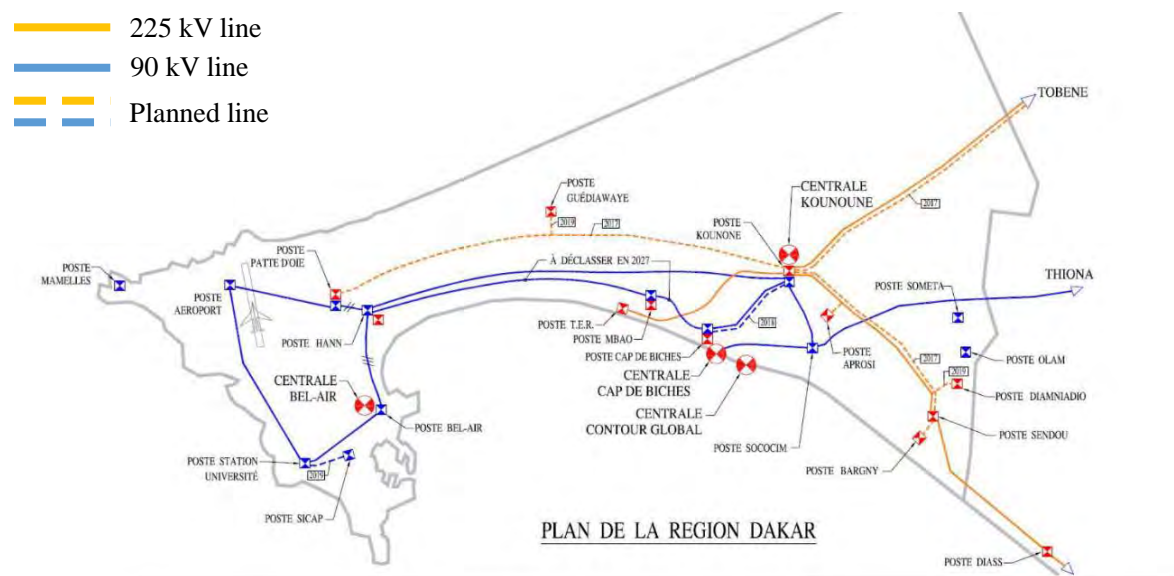 225 kV line
90 kV line
Planned line
TOBENE
POSTE
GUÉDIAWAYE
CENTRALE
KOUNOUNE
2017
2019
2017
POSTE
KOUNONE
POSTE
PATTE D'OIE
À DÉCLASSER EN 2027
POSTE
MAMELLES
THIONA
POSTE SOMETA
POSTE
AEROPORT
POSTE T.E.R.
2018
POSTE HANN
POSTE MBAO
POSTE CAP DE BICHES
POSTE
APROSI
2017
POSTE OLAM
CENTRALE
CAP DE BICHES
2019
CENTRALE
BEL-AIR
POSTE DIAMNIADIO
CENTRALE
CONTOUR GLOBAL
POSTE BEL-AIR
POSTE SENDOU
POSTE SOCOCIM
POSTE STATION
UNIVERSITÉ
2019
POSTE BARGNY
POSTE SICAP
PLAN DE LA REGION DAKAR
POSTE DIASS